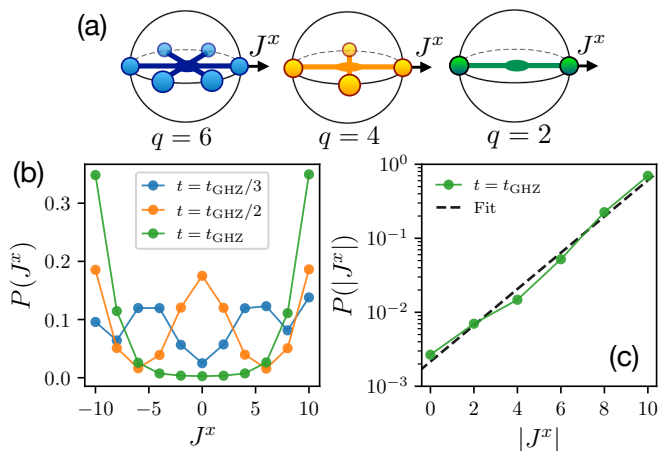 (a)
J^x
J^x
J^x
q = 6
q = 4
q = 2
(b)
P(J^x)
0.3
0.2
0.1
0.0
t = t_GHZ/3
t = t_GHZ/2
t = t_GHZ
−10
−5
0
5
10
J^x
P(|J^x|)
10^0
10^−1
10^−2
10^−3
t = t_GHZ
Fit
(c)
0
2
4
6
8
10
|J^x|